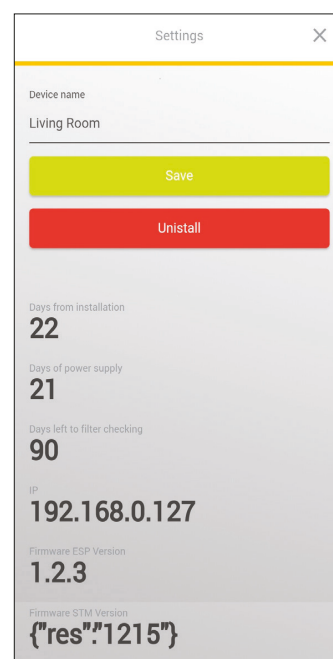 Settings
Device name
Living Room
Save
Unistall
Days from installation
22
Days of power supply
21
Days left to filter checking
90
IP
192.168.0.127
Firmware ESP Version
1.2.3
Firmware STM Version
{"res":"1215"}